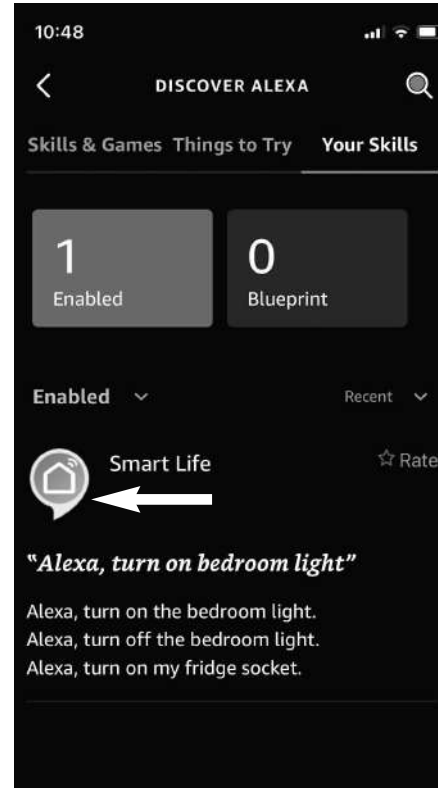 10:48
DISCOVER ALEXA
Skills & Games Things to Try Your Skills
1
Enabled
0
Blueprint
Enabled Recent
Smart Life Rate
"Alexa, turn on bedroom light"
Alexa, turn on the bedroom light.
Alexa, turn off the bedroom light.
Alexa, turn on my fridge socket.